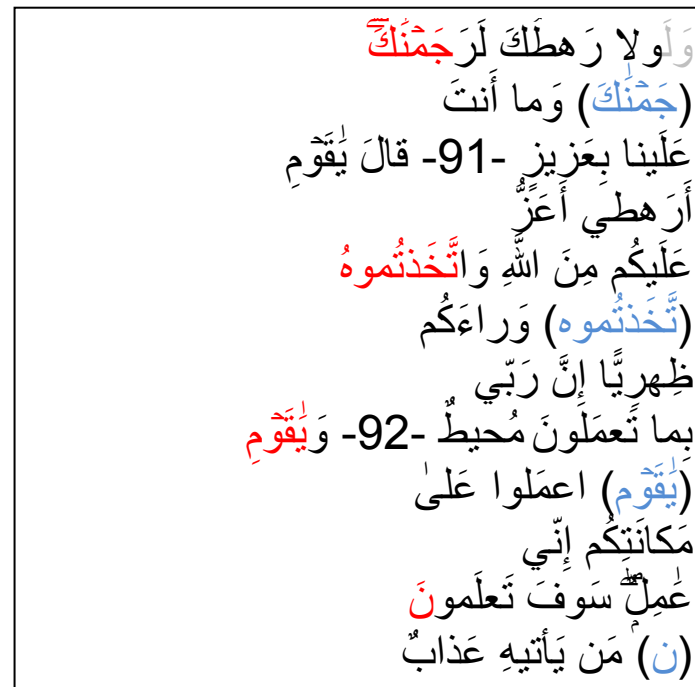 وَلَولا رَهطُكَ لَرَجَمْنَٰكَۖ
(جَمْنَٰكَ) وَما أَنتَ
عَلَينا بِعَزيزٍ -91- قالَ يَٰقَوْمِ
أَرَهطي أَعَزُّ
عَلَيكُم مِنَ اللَّهِ وَاتَّخَذتُموهُ
(تَّخَذتُموه) وَراءَكُم
ظِهرِيًّا إِنَّ رَبّي
بِما تَعمَلونَ مُحيطٌ -92- وَيَٰقَوْمِ
(يَٰقَوْم) اعمَلوا عَلىٰ
مَكانَتِكُم إِنّي
عَٰمِلٌۖ سَوفَ تَعلَمونَ
(ن) مَن يَأتيهِ عَذابٌ